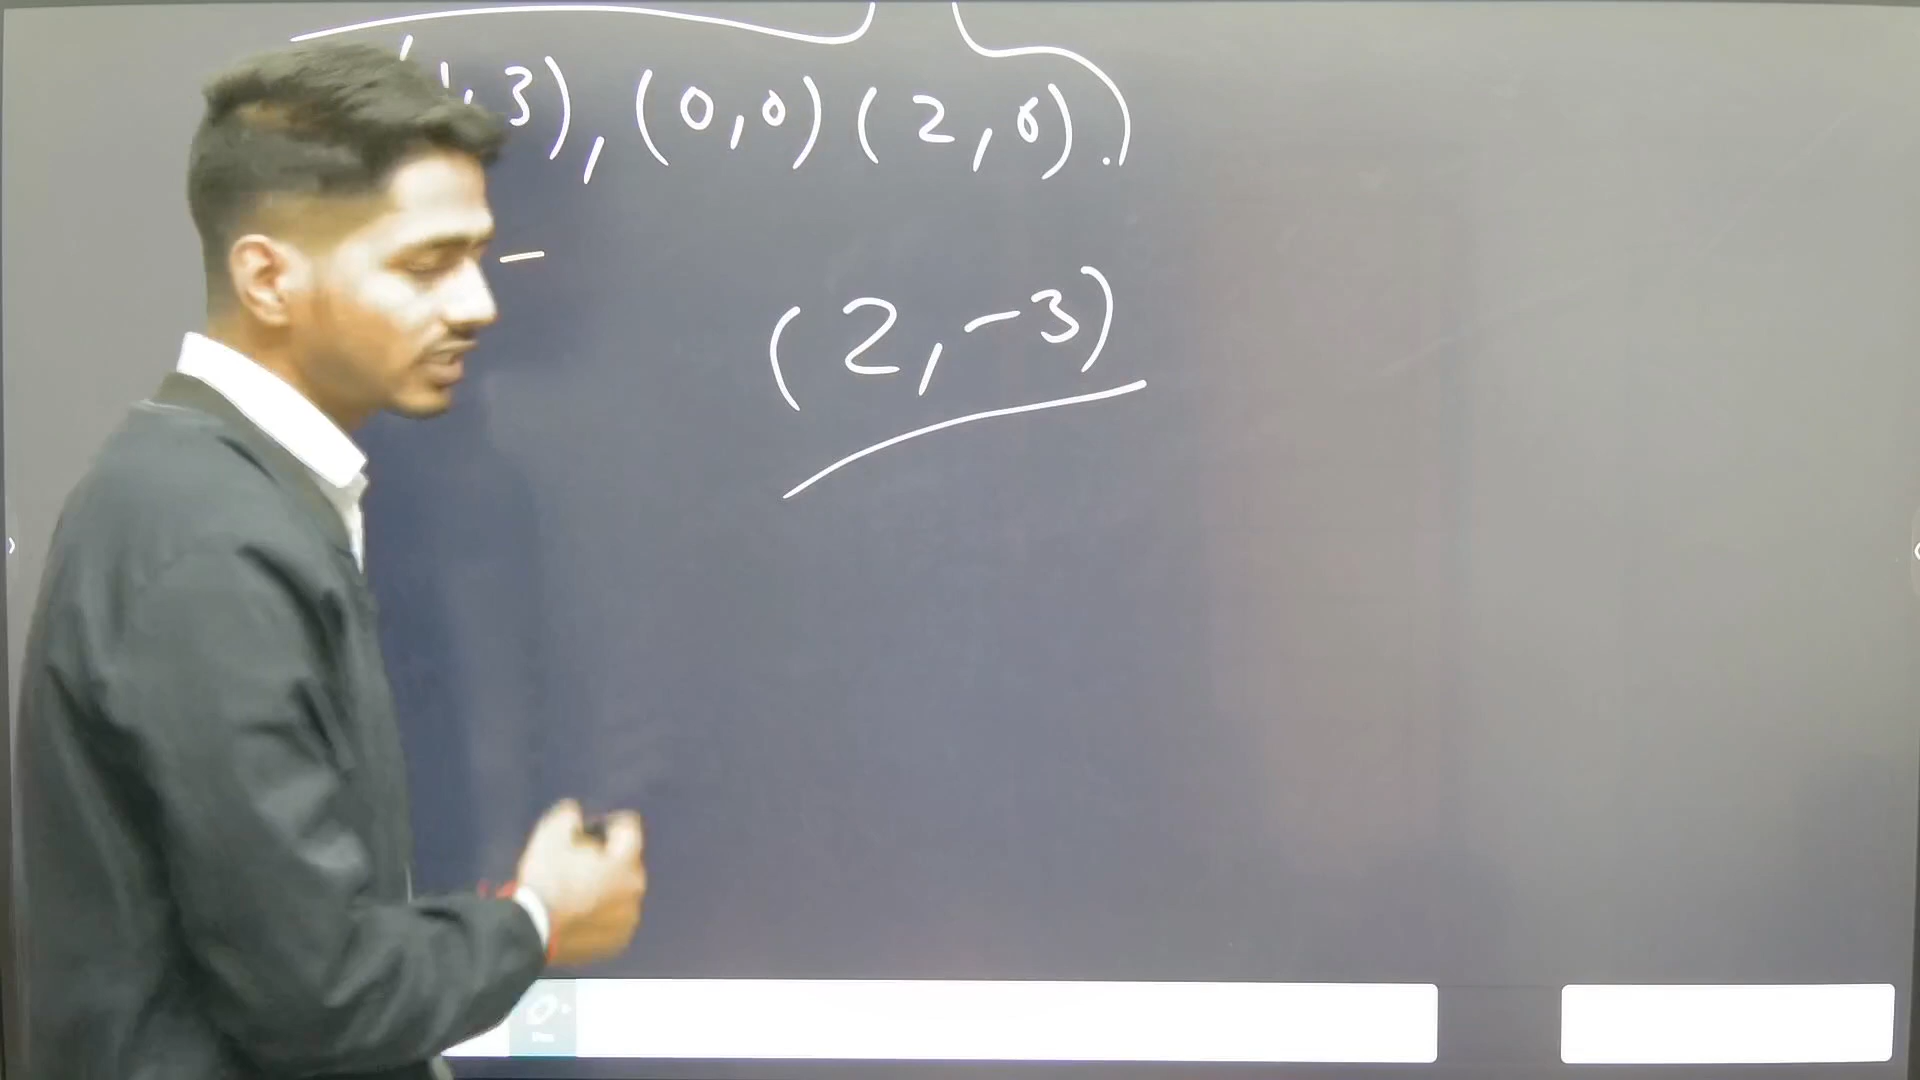 , 3), (0,0) (2,0).)
—
(2, -3)